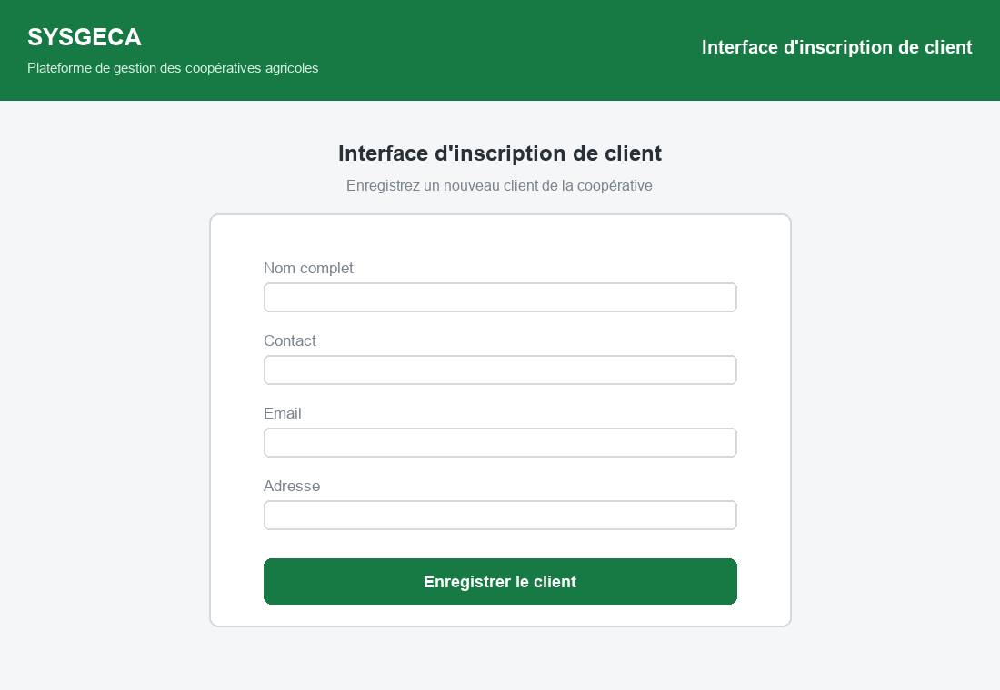 SYSGECA
Plateforme de gestion des coopératives agricoles
Interface d'inscription de client
Interface d'inscription de client
Enregistrez un nouveau client de la coopérative
Nom complet
Contact
Email
Adresse
Enregistrer le client